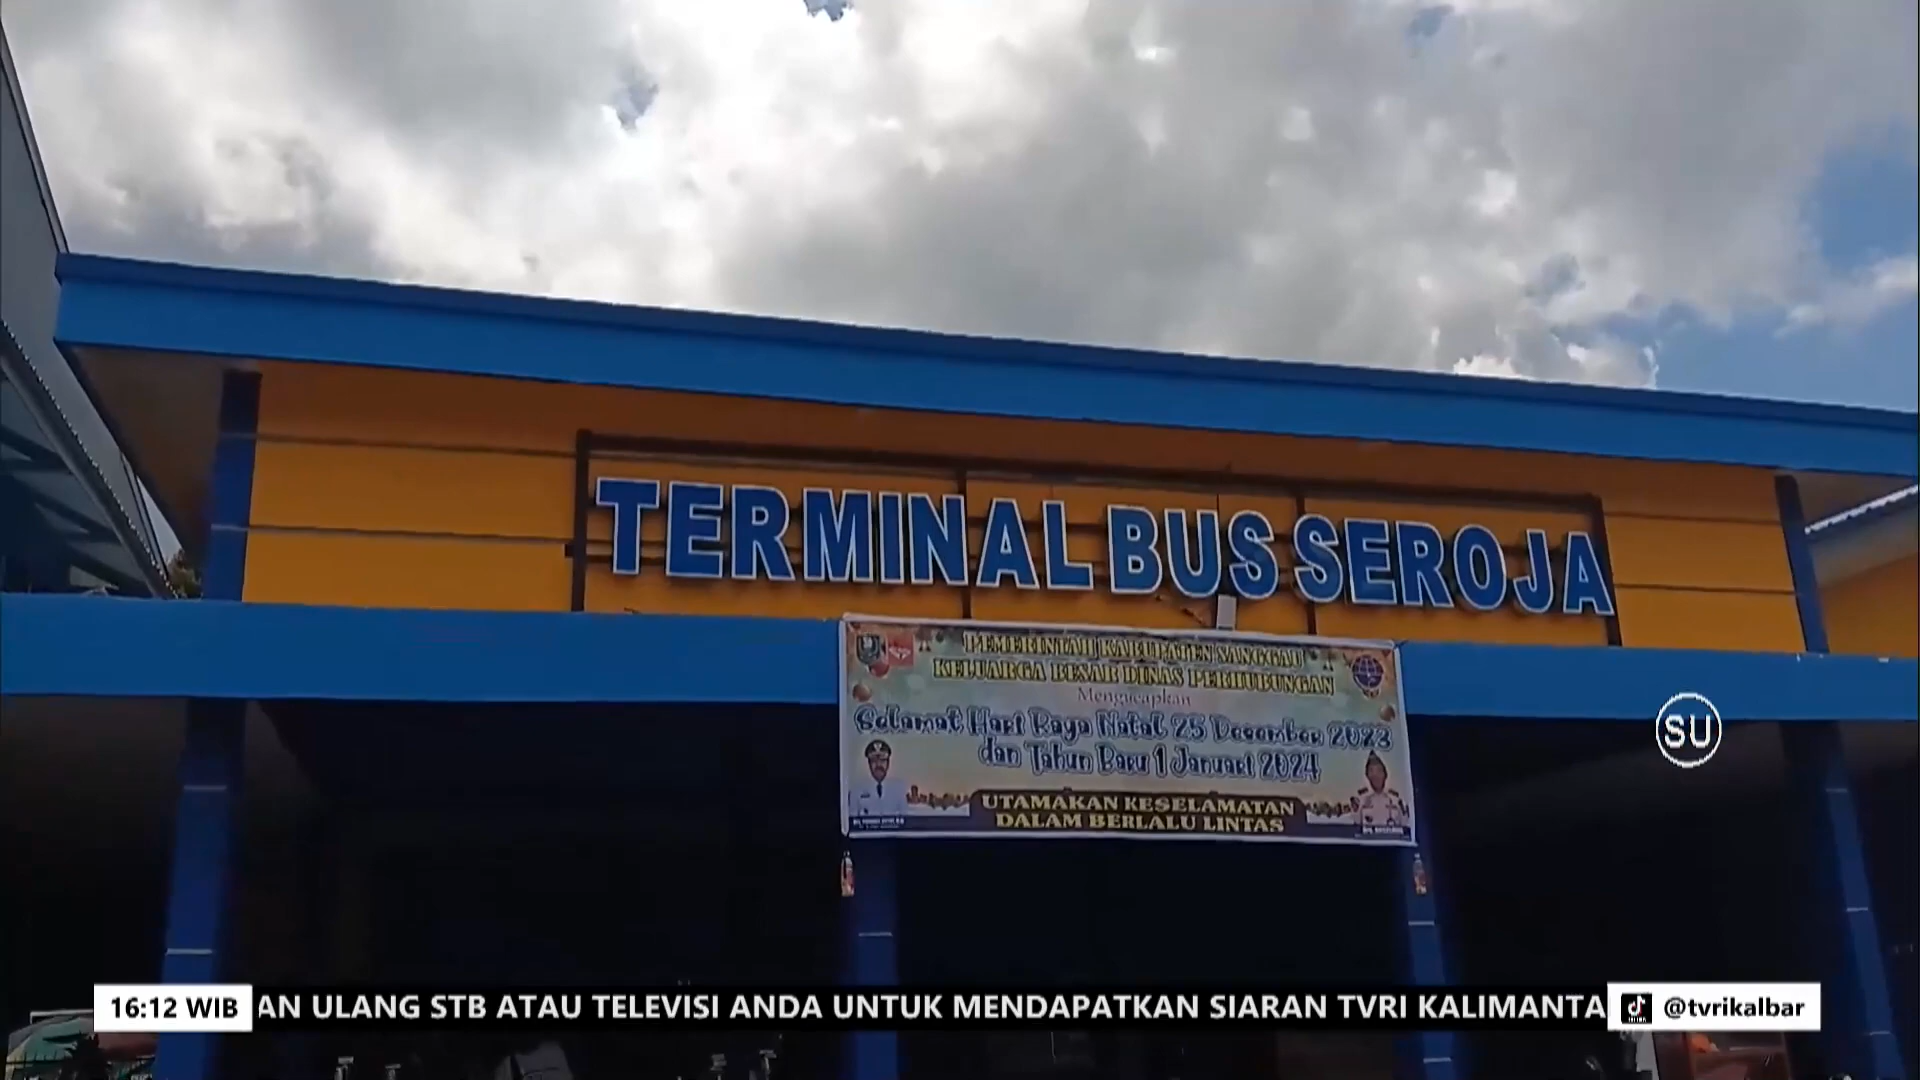 TERMINAL BUS SEROJA
PEMERINTAH KABUPATEN SANGGAU
KELUARGA BESAR DINAS PERHUBUNGAN
Mengucapkan
Selamat Hari Raya Natal 25 Desember 2023
dan Tahun Baru 1 Januari 2024
UTAMAKAN KESELAMATAN
DALAM BERLALU LINTAS
SU
16:12 WIB
AN ULANG STB ATAU TELEVISI ANDA UNTUK MENDAPATKAN SIARAN TVRI KALIMANTA
@tvrikalbar